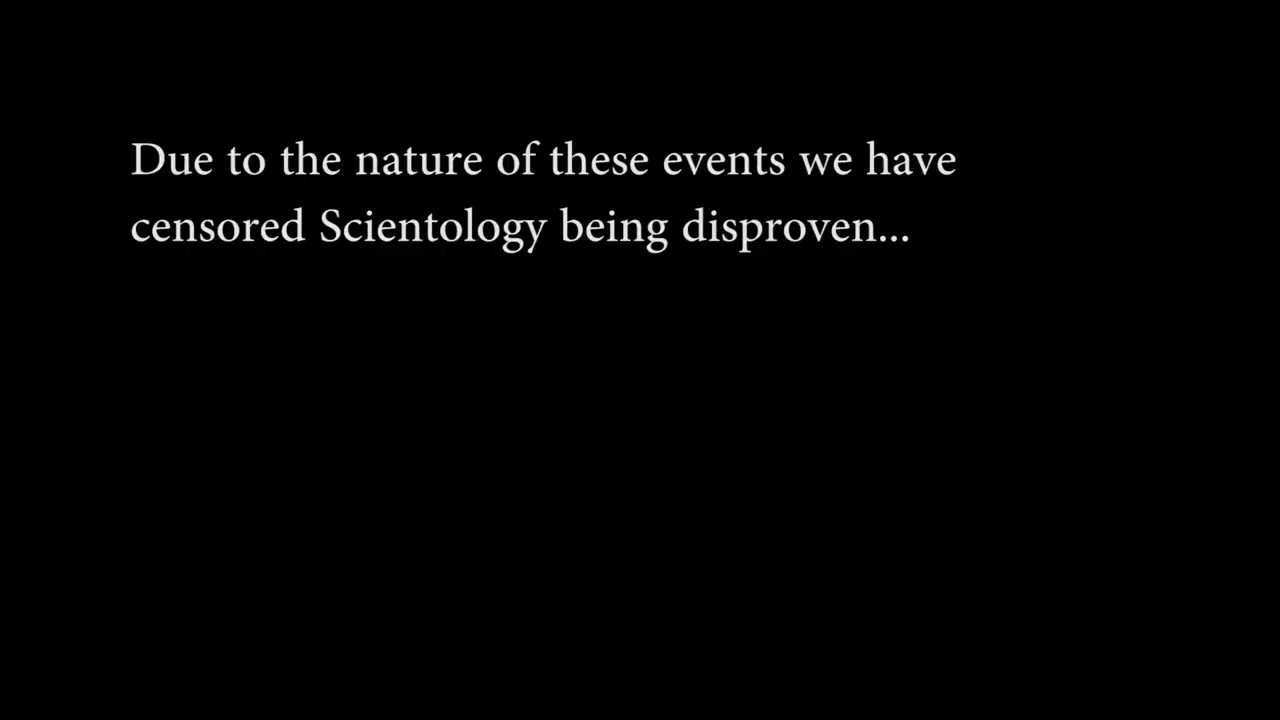 Due to the nature of these events we have
censored Scientology being disproven...